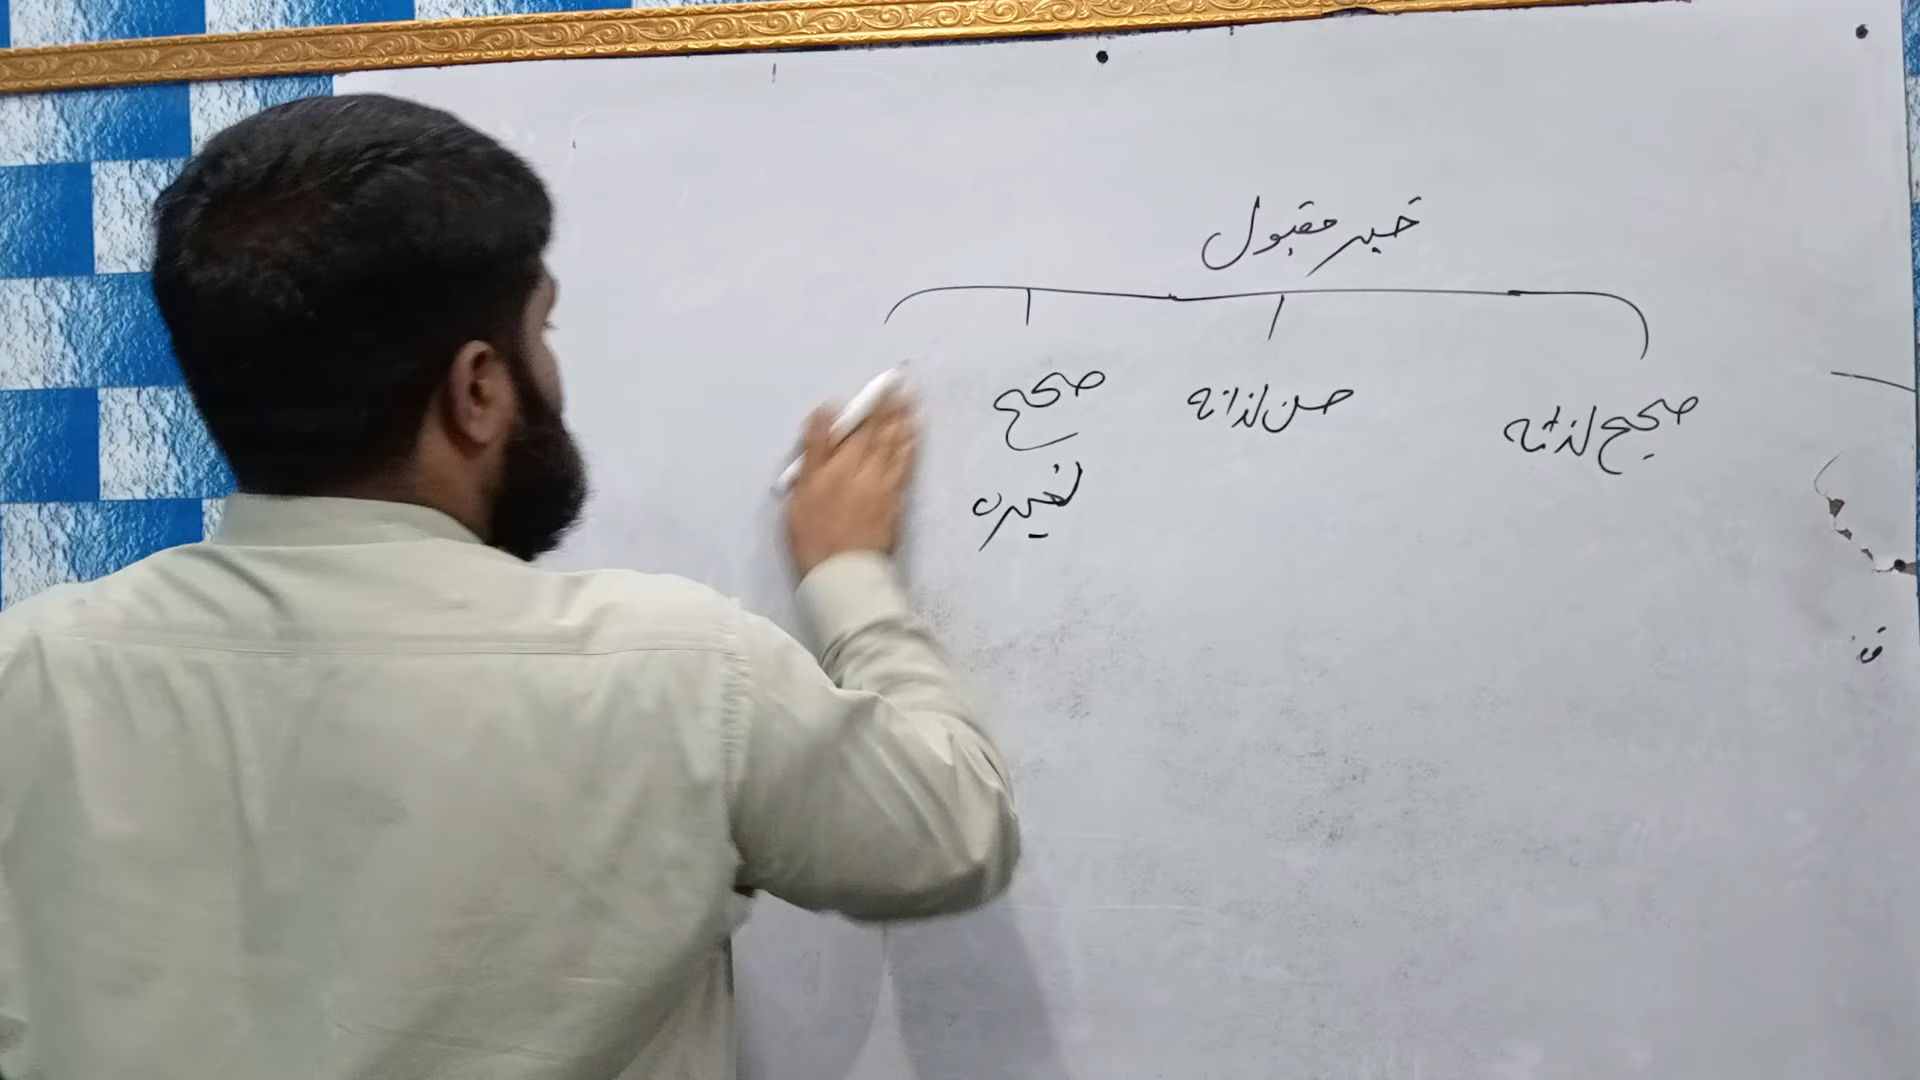 خبر مقبول
صحیح لذاتہ
حسن لذاتہ
صحیح
لغیرہ